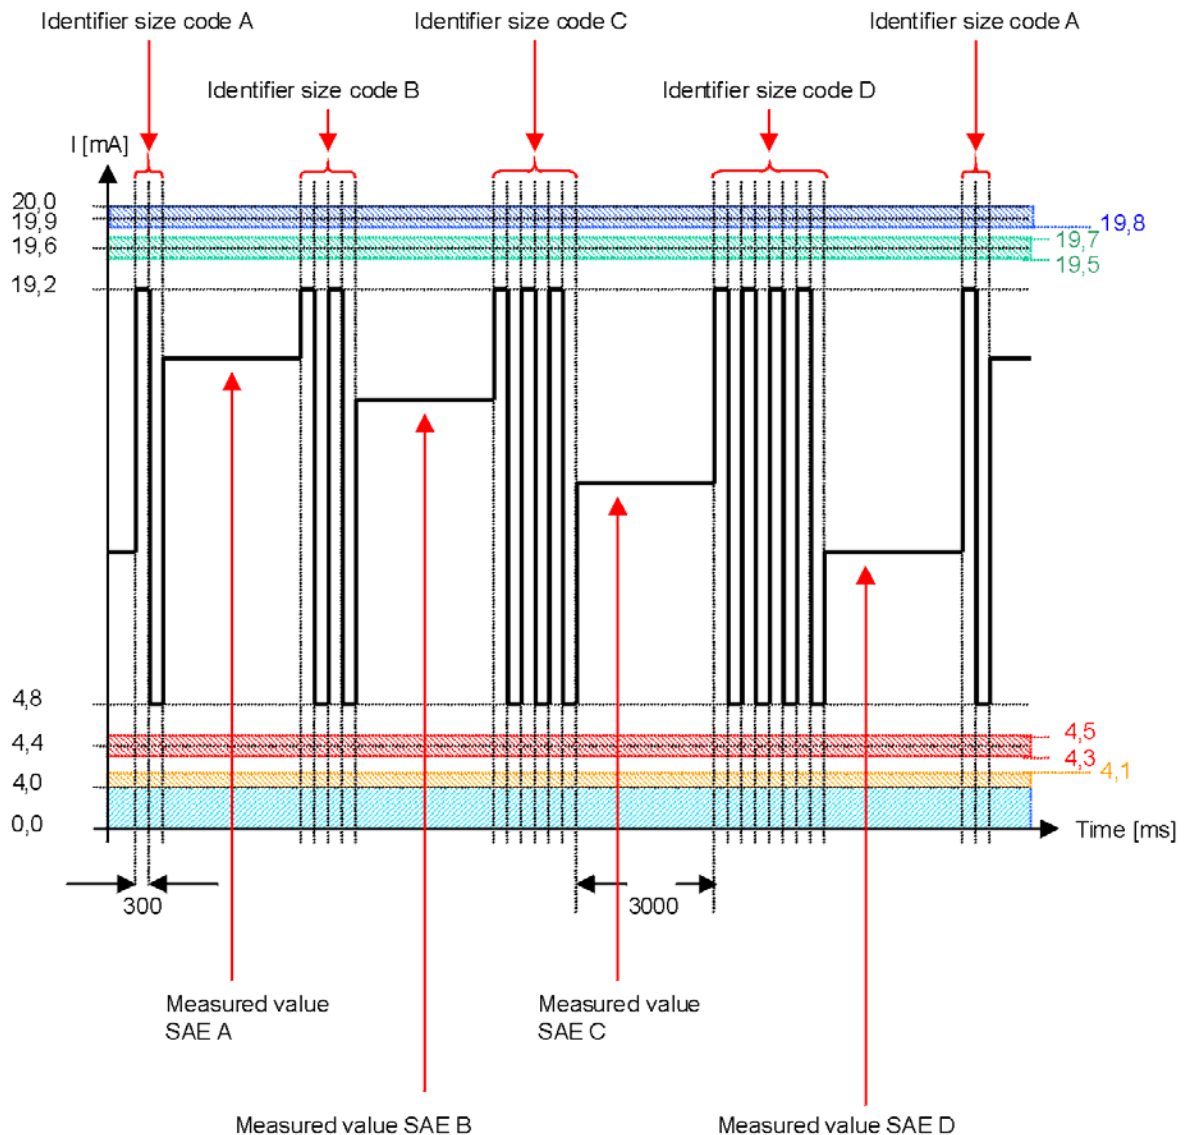 Identifier size code A
Identifier size code C
Identifier size code A
Identifier size code B
Identifier size code D
I [mA]
20,0
19,9
19,8
19,6
19,7
19,5
19,2
4,8
4,5
4,4
4,3
4,1
4,0
0,0
Time [ms]
300
3000
Measured value
SAE A
Measured value
SAE C
Measured value SAE B
Measured value SAE D